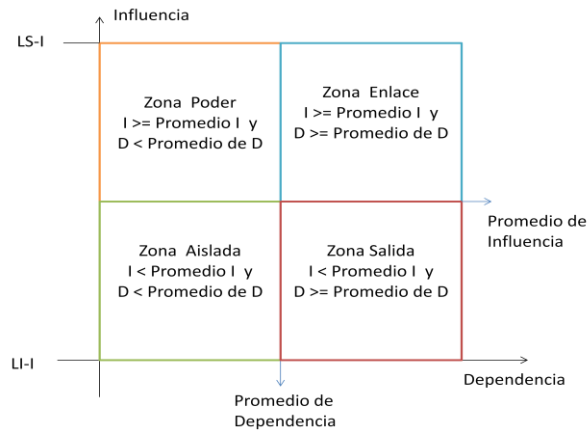 Influencia
LS-I
Zona Poder
I >= Promedio I y
D < Promedio de D
Zona Enlace
I >= Promedio I y
D >= Promedio de D
Promedio de
Influencia
Zona Aislada
I < Promedio I y
D < Promedio de D
Zona Salida
I < Promedio I y
D >= Promedio de D
LI-I
Dependencia
Promedio de
Dependencia